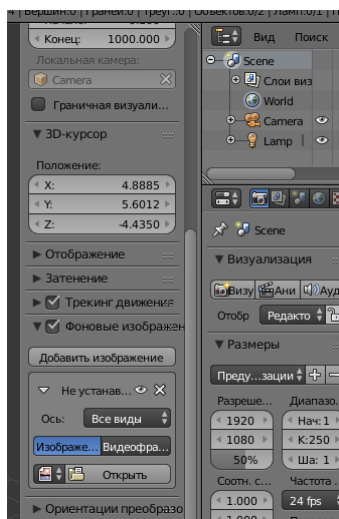 Вершин:0 | Граней:0 | Треуг.:0 | Объектов:0/2 | Ламп:0/1 |
Конец: 1000.000
Локальная камера:
Camera
Граничная визуали...
3D-курсор
Положение:
X: 4.8885
Y: 5.6012
Z: -4.4350
Отображение
Затенение
Трекинг движения
Фоновые изображен
Добавить изображение
Не устанав...
Ось: Все виды
Изображе... Видеофра...
Открыть
Ориентации преобразо
Вид Поиск
Scene
Слои виз
World
Camera
Lamp
Scene
Визуализация
Визу Ани Ауд
Отобр Редакто
Размеры
Преду...зации
Разреше... Диапазо.
1920 Нач: 1
1080 К:250
50% Ша: 1
Соотн. с... Частота .
1.000 24 fps
1.000